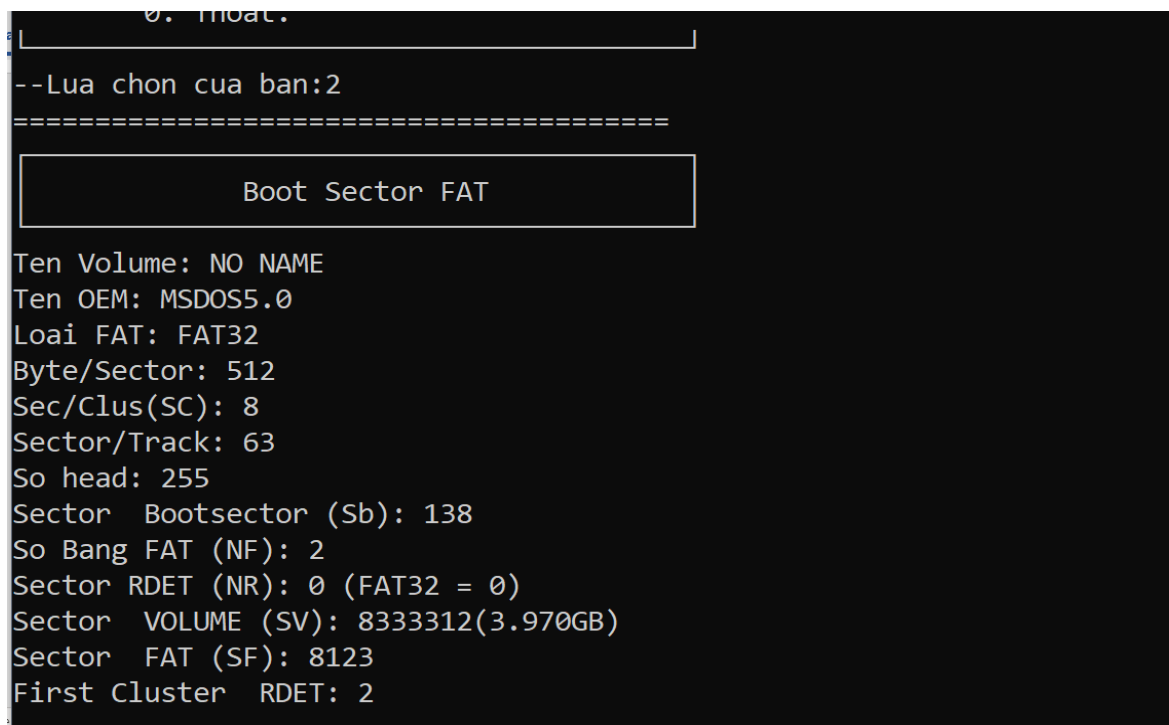 0. Thoat.
--Lua chon cua ban:2
========================================
Boot Sector FAT
Ten Volume: NO NAME
Ten OEM: MSDOS5.0
Loai FAT: FAT32
Byte/Sector: 512
Sec/Clus(SC): 8
Sector/Track: 63
So head: 255
Sector  Bootsector (Sb): 138
So Bang FAT (NF): 2
Sector RDET (NR): 0 (FAT32 = 0)
Sector  VOLUME (SV): 8333312(3.970GB)
Sector  FAT (SF): 8123
First Cluster  RDET: 2